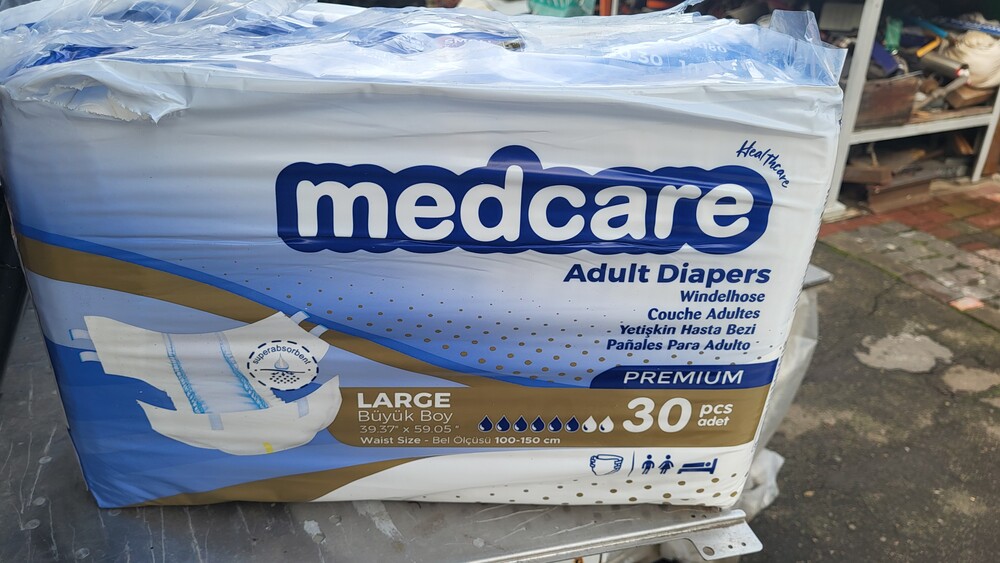 Healthcare
medcare
Adult Diapers
Windelhose
Couche Adultes
Yetişkin Hasta Bezi
Pañales Para Adulto
PREMIUM
superabsorbent
LARGE
Büyük Boy
39.37" x 59.05"
Waist Size - Bel Ölçüsü 100-150 cm
30 pcs
adet